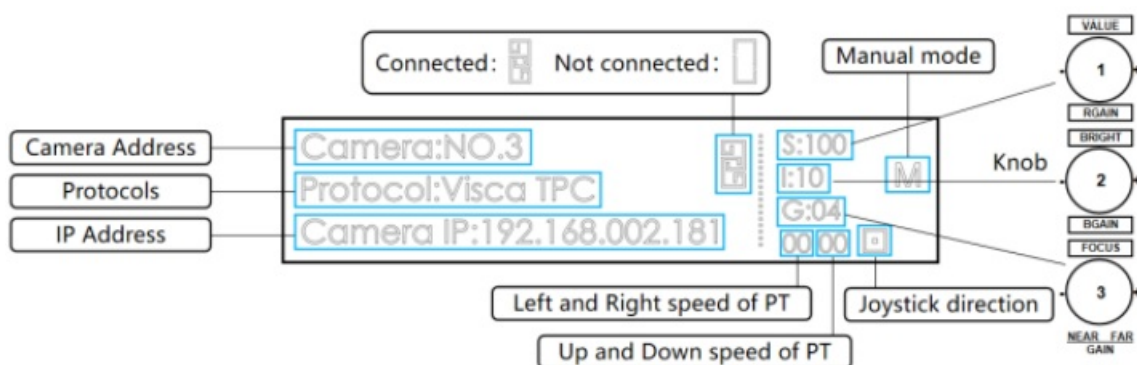 Connected: Not connected:
Manual mode
VALUE
1
RGAIN
Camera Address
Camera:NO.3
S:100
BRIGHT
Protocols
Protocol:Visca TPC
I:10
M
Knob
2
BGAIN
IP Address
Camera IP:192.168.002.181
G:04
FOCUS
00 00
3
Left and Right speed of PT
Joystick direction
NEAR FAR
GAIN
Up and Down speed of PT